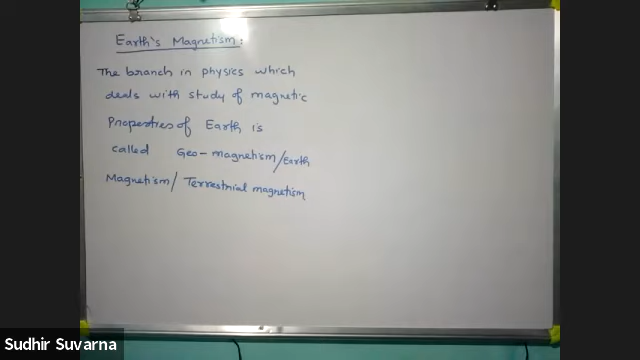 Earth's Magnetism:
The branch in physics which
deals with study of magnetic
Properties of Earth is
called Geo-magnetism/Earth
Magnetism/ Terrestrial magnetism
Sudhir Suvarna